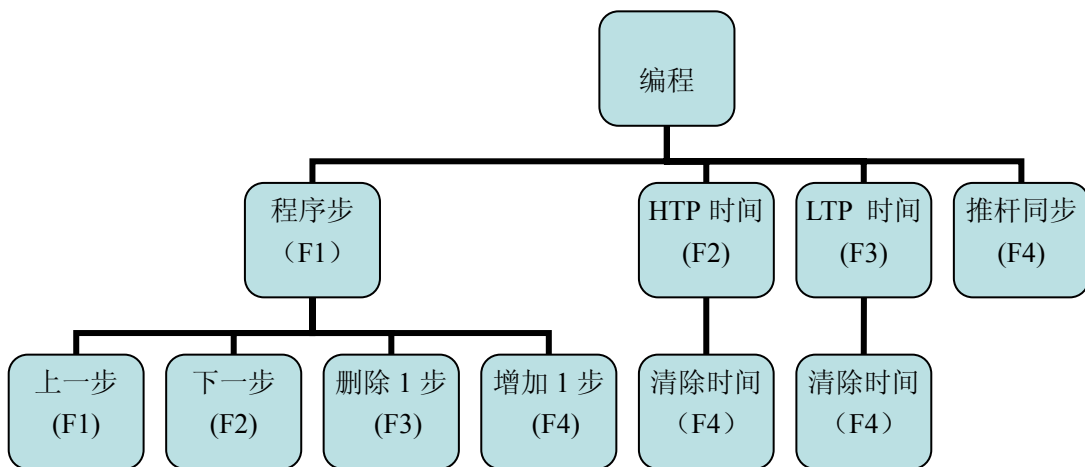 编程
程序步
（F1）
HTP 时间
(F2)
LTP 时间
(F3)
推杆同步
(F4)
上一步
(F1)
下一步
(F2)
删除 1 步
(F3)
增加 1 步
(F4)
清除时间
（F4）
清除时间
（F4）